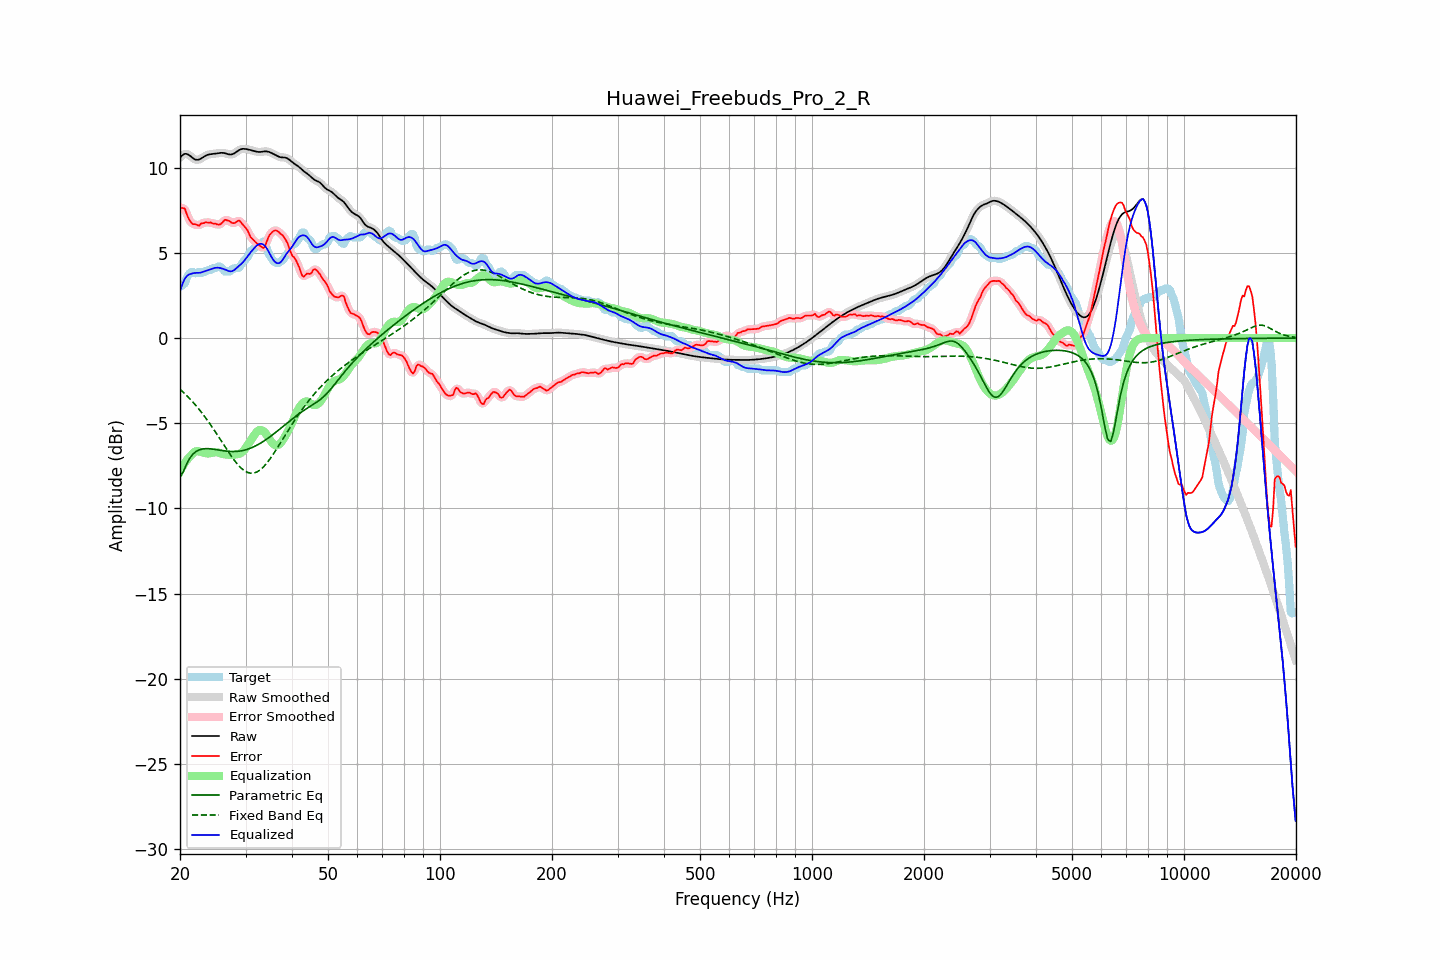 Huawei_Freebuds_Pro_2_R
Amplitude (dBr)
10
5
0
−5
−10
−15
−20
−25
−30
Target
Raw Smoothed
Error Smoothed
Raw
Error
Equalization
Parametric Eq
Fixed Band Eq
Equalized
20
50
100
200
500
1000
2000
5000
10000
20000
Frequency (Hz)